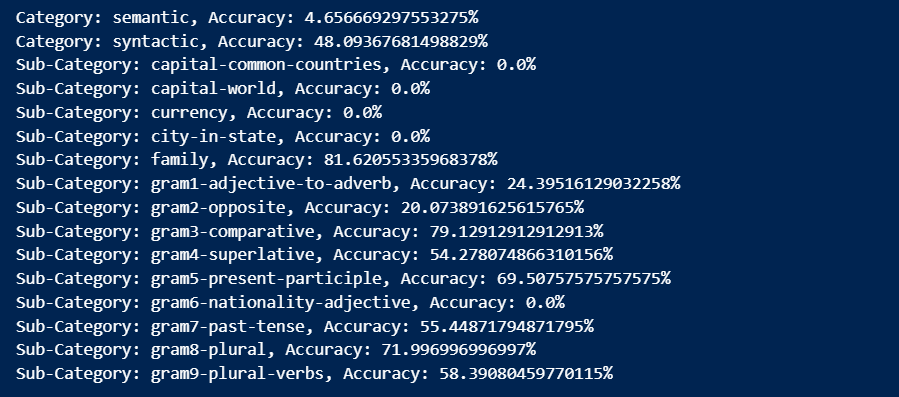 Category: semantic, Accuracy: 4.656669297553275%
Category: syntactic, Accuracy: 48.09367681498829%
Sub-Category: capital-common-countries, Accuracy: 0.0%
Sub-Category: capital-world, Accuracy: 0.0%
Sub-Category: currency, Accuracy: 0.0%
Sub-Category: city-in-state, Accuracy: 0.0%
Sub-Category: family, Accuracy: 81.62055335968378%
Sub-Category: gram1-adjective-to-adverb, Accuracy: 24.39516129032258%
Sub-Category: gram2-opposite, Accuracy: 20.073891625615765%
Sub-Category: gram3-comparative, Accuracy: 79.12912912912913%
Sub-Category: gram4-superlative, Accuracy: 54.278074866310156%
Sub-Category: gram5-present-participle, Accuracy: 69.50757575757575%
Sub-Category: gram6-nationality-adjective, Accuracy: 0.0%
Sub-Category: gram7-past-tense, Accuracy: 55.44871794871795%
Sub-Category: gram8-plural, Accuracy: 71.996996996997%
Sub-Category: gram9-plural-verbs, Accuracy: 58.39080459770115%